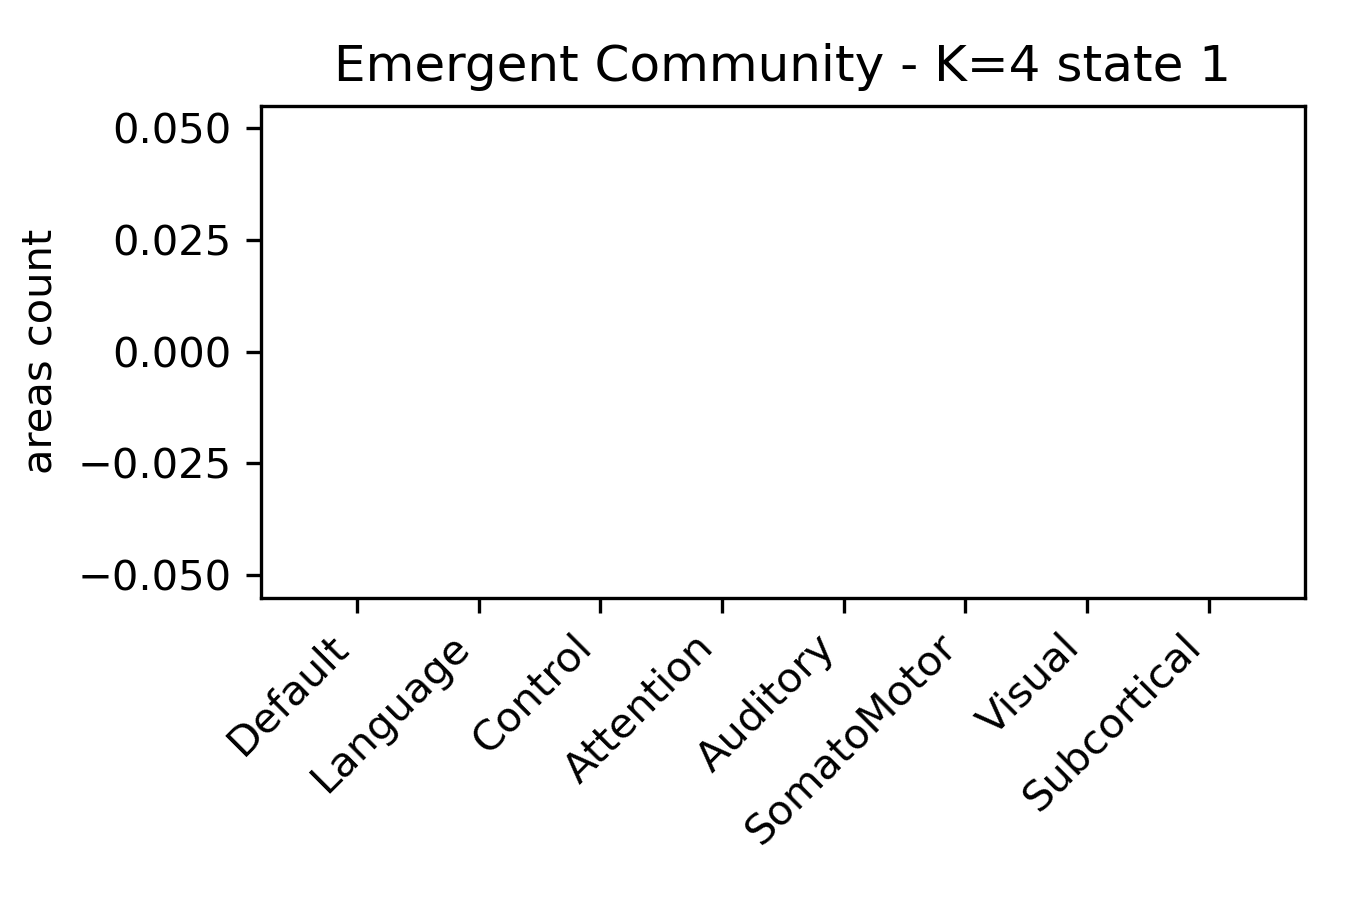 Emergent Community - K=4 state 1
areas count
0.050
0.025
0.000
−0.025
−0.050
Default
Language
Control
Attention
Auditory
SomatoMotor
Visual
Subcortical